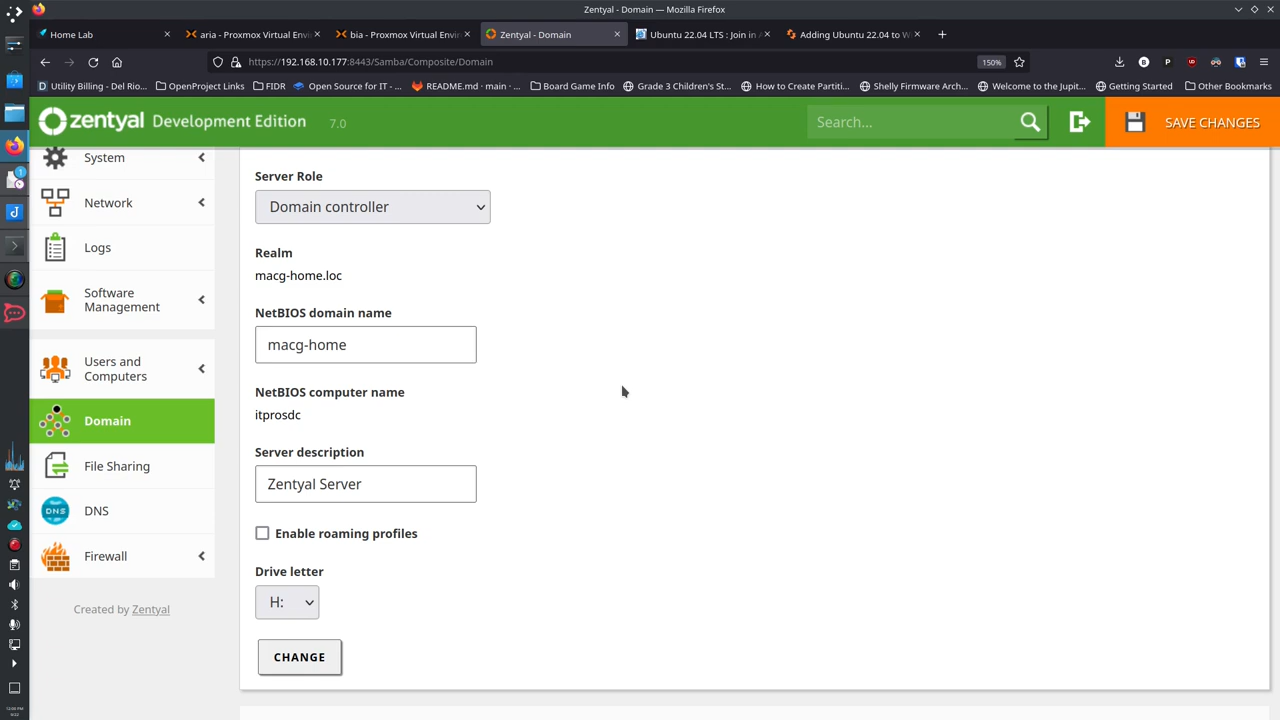 Zentyal - Domain — Mozilla Firefox
Home Lab
aria - Proxmox Virtual Envi
bia - Proxmox Virtual Envir
Zentyal - Domain
Ubuntu 22.04 LTS : Join in A
Adding Ubuntu 22.04 to W
https://192.168.10.177:8443/Samba/Composite/Domain
150%
Utility Billing - Del Rio...
OpenProject Links
FIDR
Open Source for IT - ...
README.md · main · ...
Board Game Info
Grade 3 Children's St...
How to Create Partiti...
Shelly Firmware Arch...
Welcome to the Jupit...
Getting Started
Other Bookmarks
zentyal Development Edition 7.0
Search...
SAVE CHANGES
System
Network
Logs
Software
Management
Users and
Computers
Domain
File Sharing
DNS
DNS
Firewall
Created by Zentyal
Server Role
Domain controller
Realm
macg-home.loc
NetBIOS domain name
macg-home
NetBIOS computer name
itprosdc
Server description
Zentyal Server
Enable roaming profiles
Drive letter
H:
CHANGE